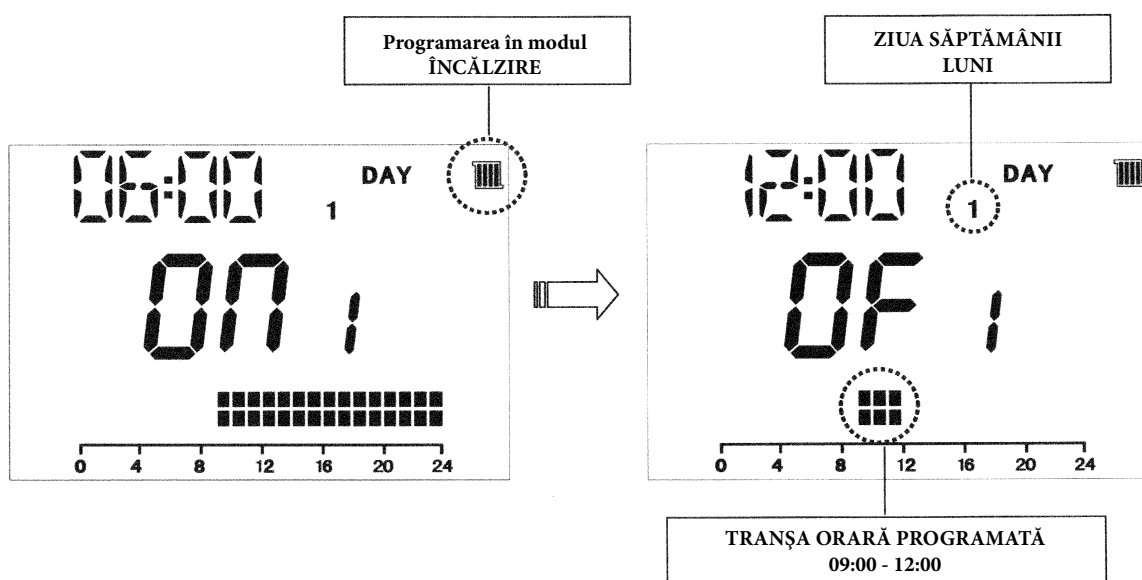 Programarea în modul
ÎNCĂLZIRE
ZIUA SĂPTĂMÂNII
LUNI
06:00
DAY
1
ON 1
0 4 8 12 16 20 24
12:00
DAY
1
OF 1
0 4 8 12 16 20 24
TRANŞA ORARĂ PROGRAMATĂ
09:00 - 12:00